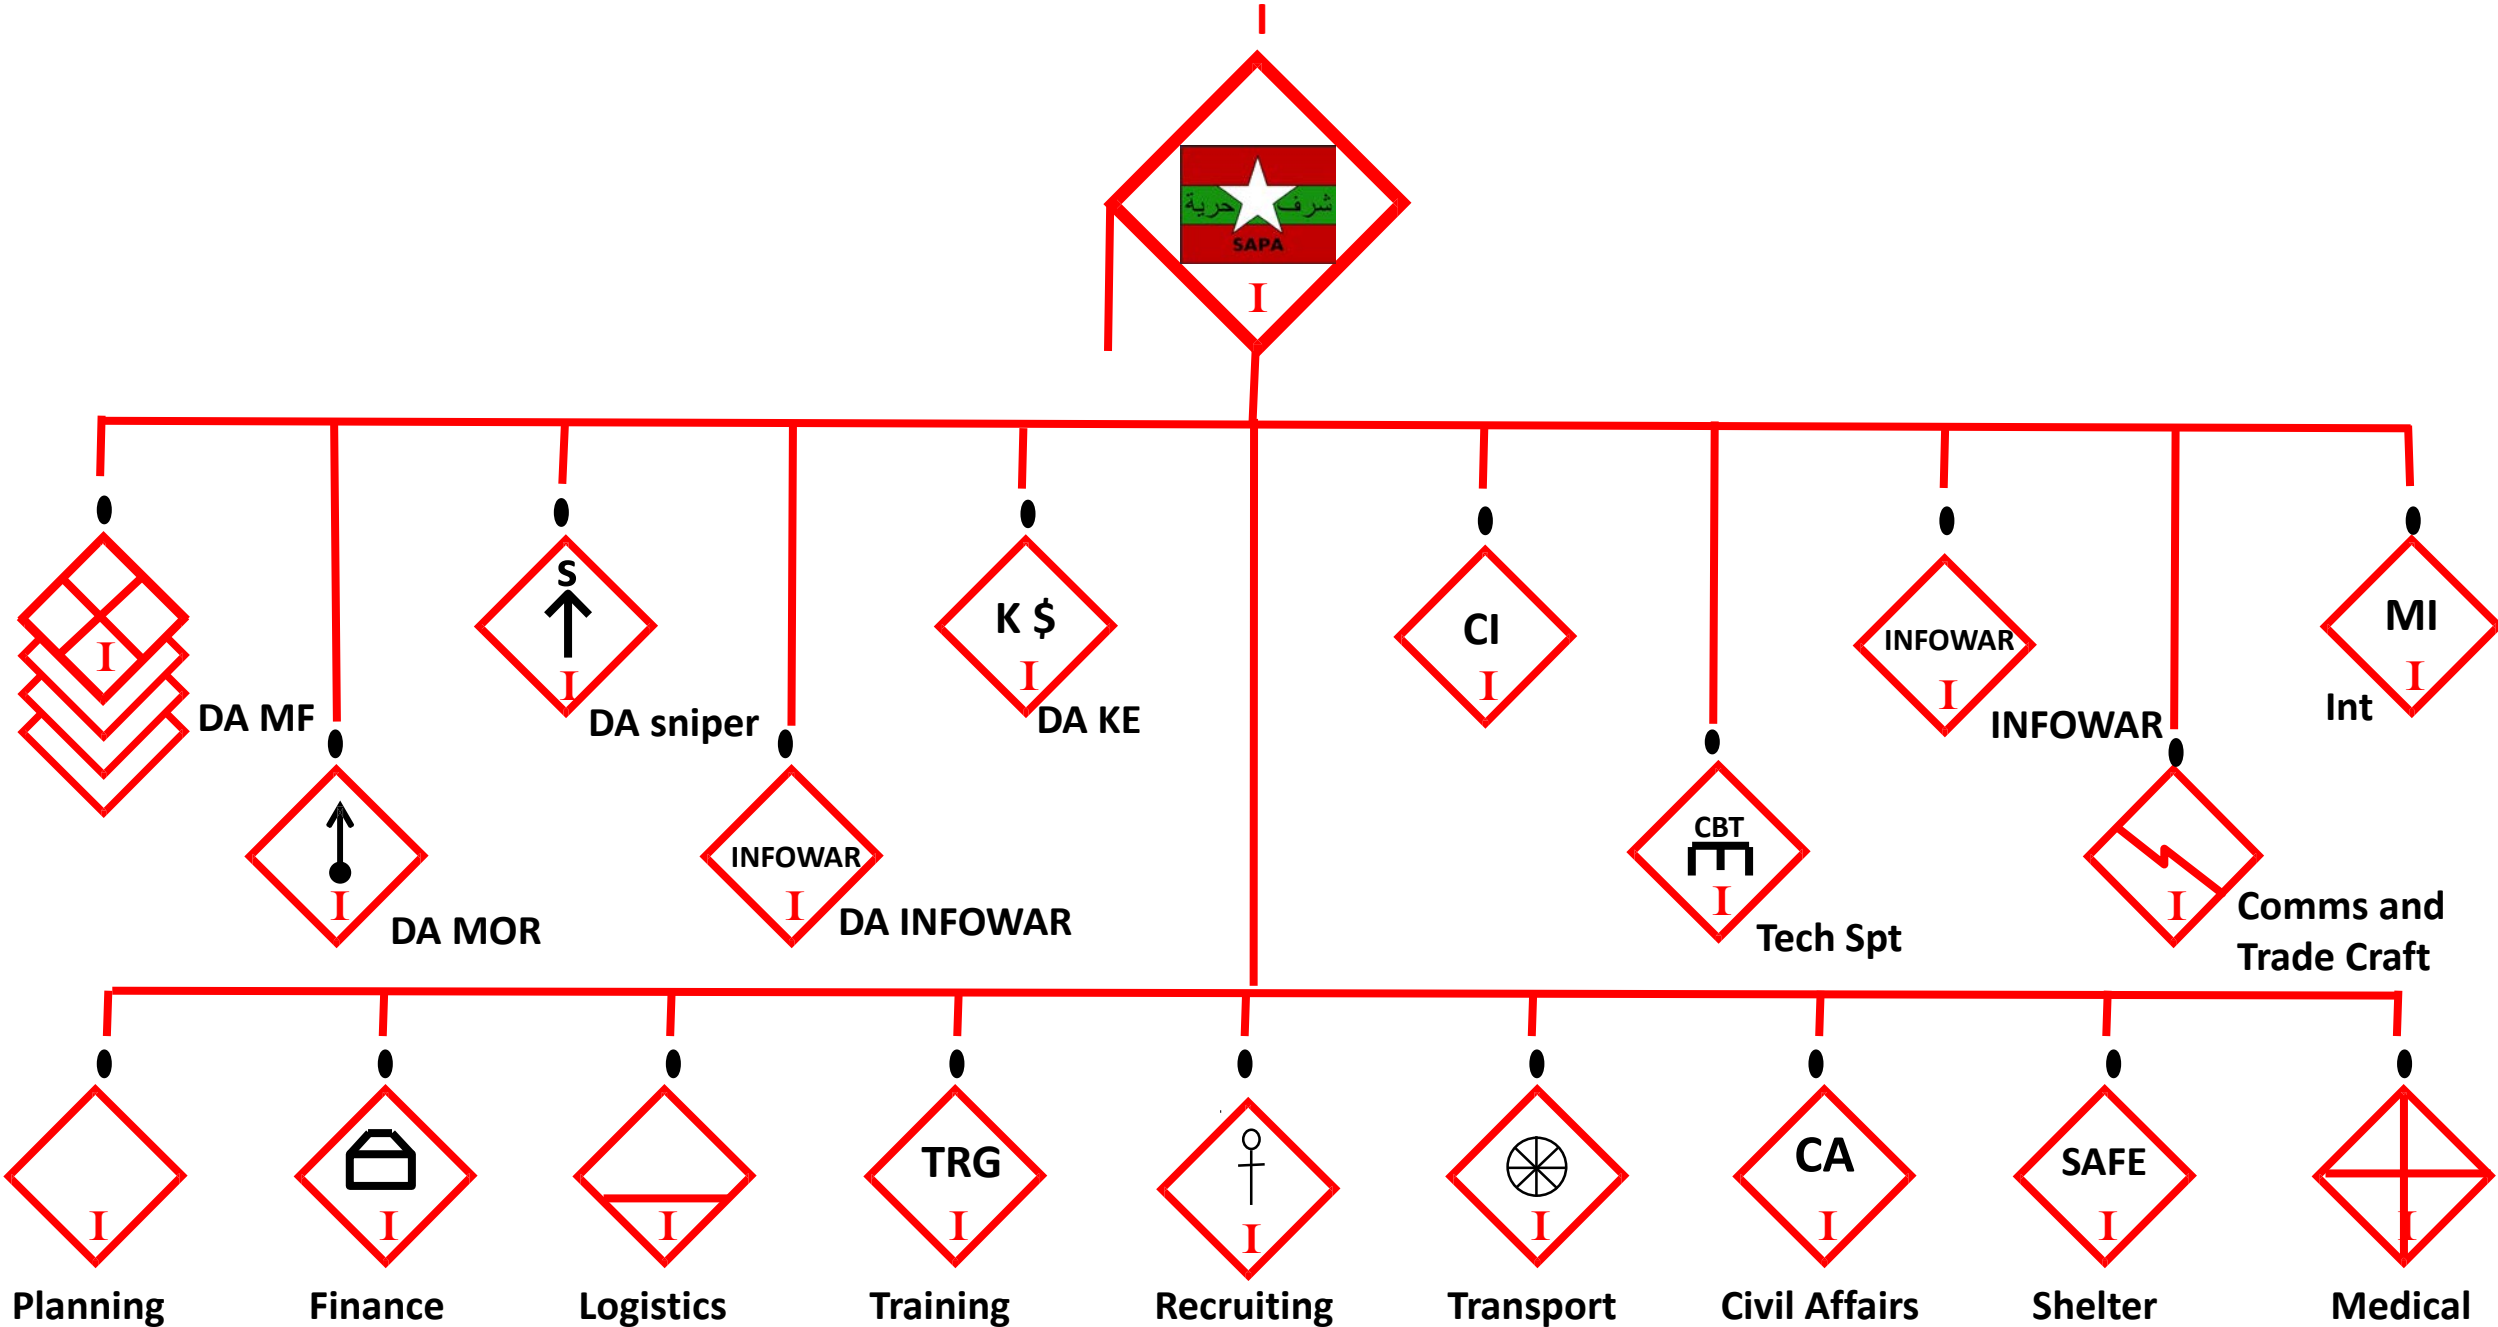 حرية شرف
SAPA
I
S
I
K $
I
CI
I
INFOWAR
I
MI
I
I
DA MF
DA sniper
DA KE
INFOWAR
Int
I
DA MOR
INFOWAR
I
DA INFOWAR
CBT
I
Tech Spt
I
Comms and
Trade Craft
I
I
I
TRG
I
I
I
CA
I
SAFE
I
I
Planning
Finance
Logistics
Training
Recruiting
Transport
Civil Affairs
Shelter
Medical